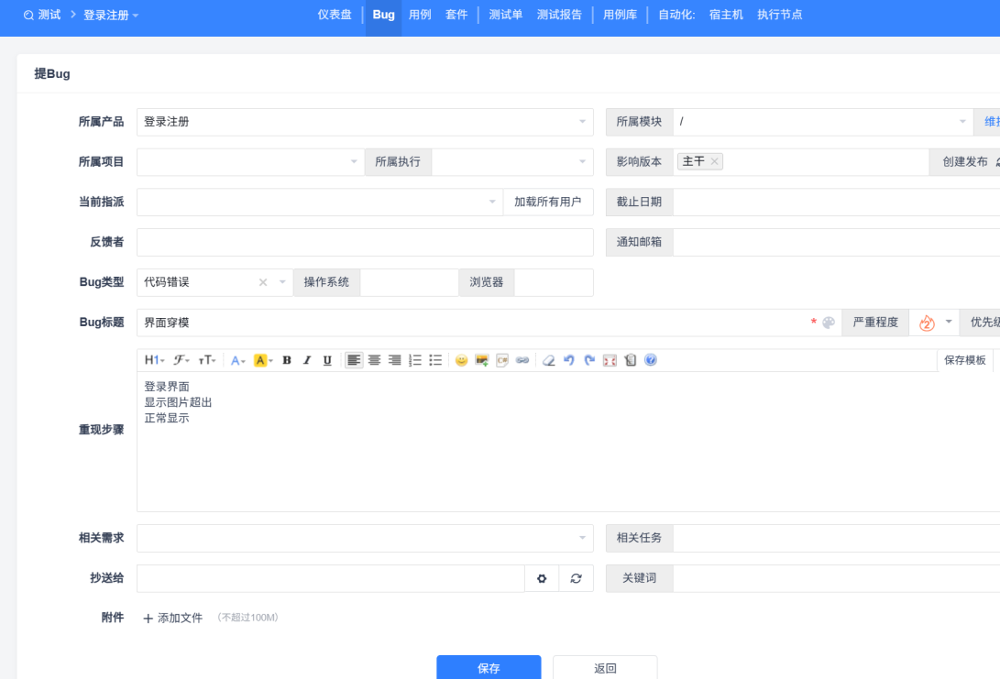 测试 > 登录注册
仪表盘 Bug 用例 套件 测试单 测试报告 用例库 自动化: 宿主机 执行节点
提Bug
所属产品 登录注册 所属模块 /
所属项目 所属执行 影响版本 主干 × 创建发布
当前指派 加载所有用户 截止日期
反馈者 通知邮箱
Bug类型 代码错误 × 操作系统 浏览器
Bug标题 界面穿模 * 严重程度 2 优先级
H1 F TT A A B I U 保存模板
重现步骤
登录界面
显示图片超出
正常显示
相关需求 相关任务
抄送给 关键词
附件 + 添加文件 (不超过100M)
保存 返回